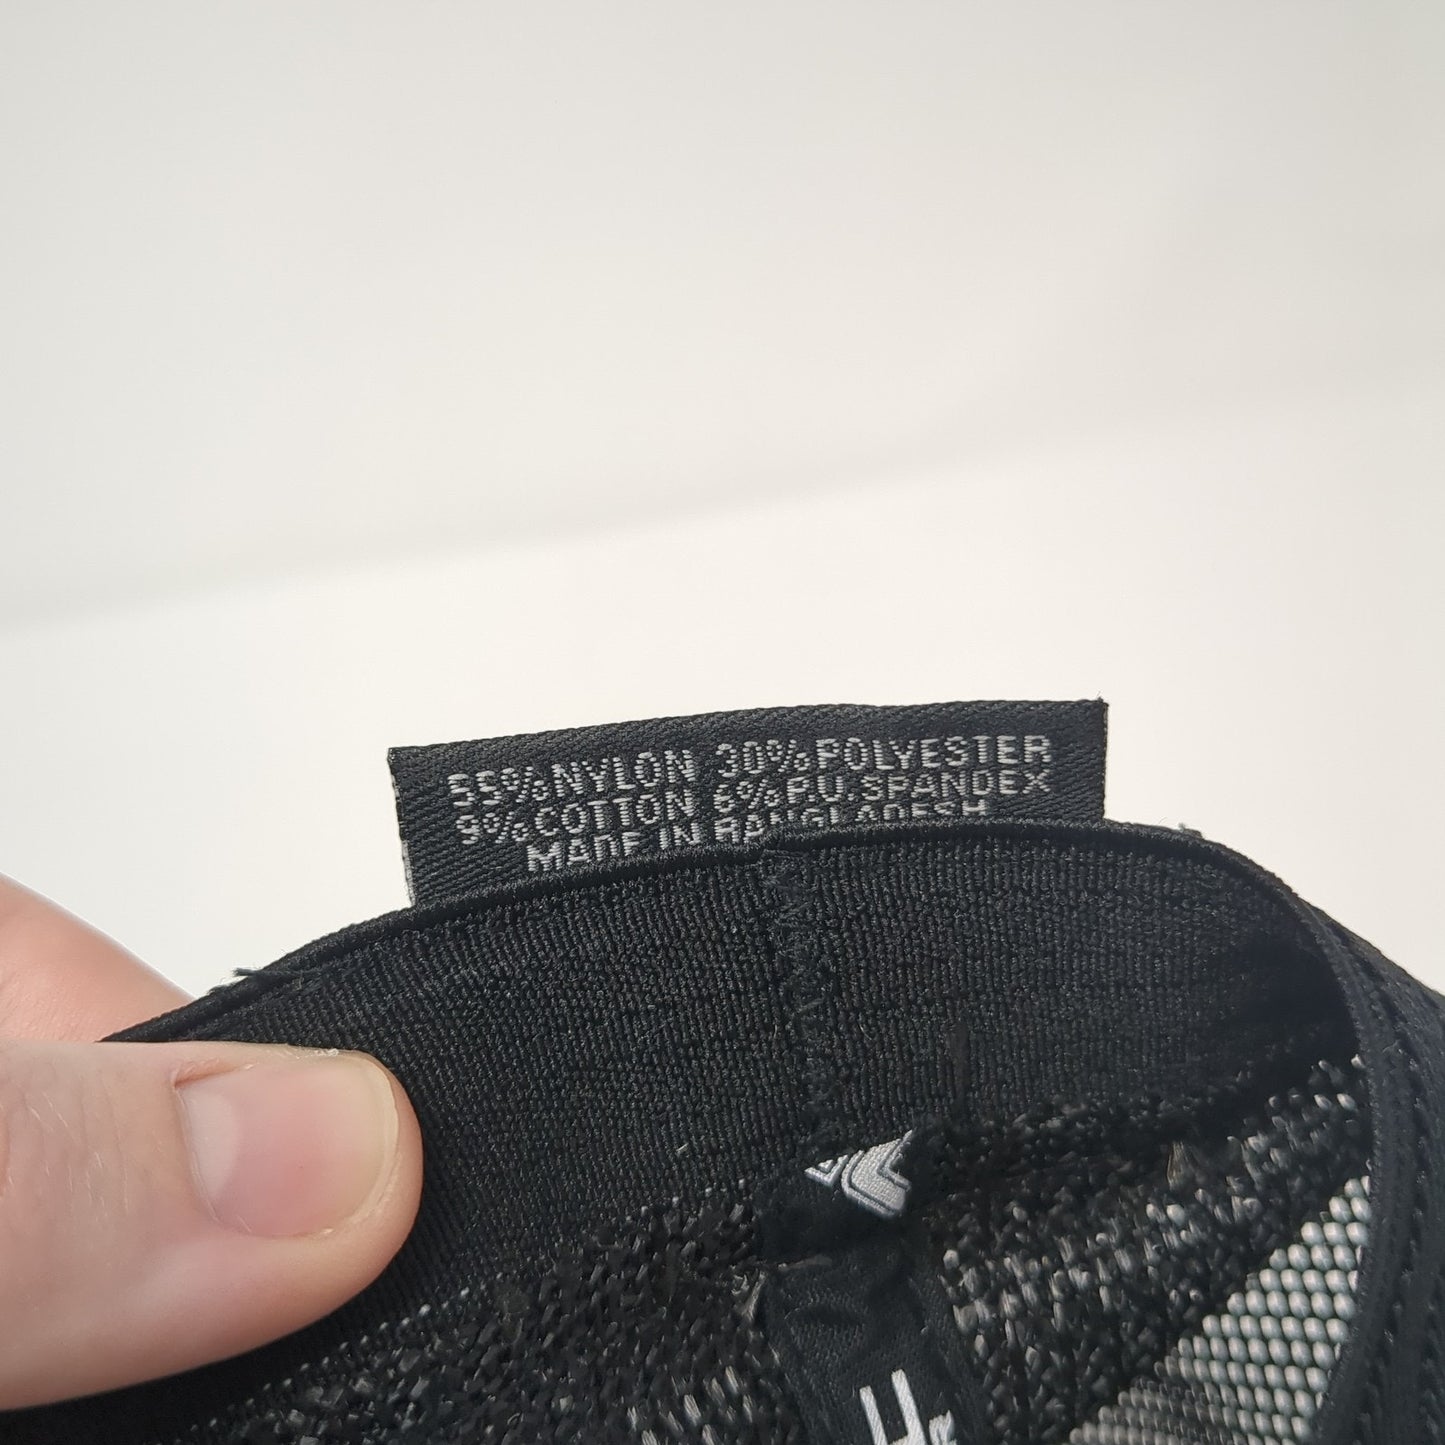 55%NYLON 30%POLYESTER
9%COTTON 6%P.U.SPANDEX
MADE IN BANGLADESH